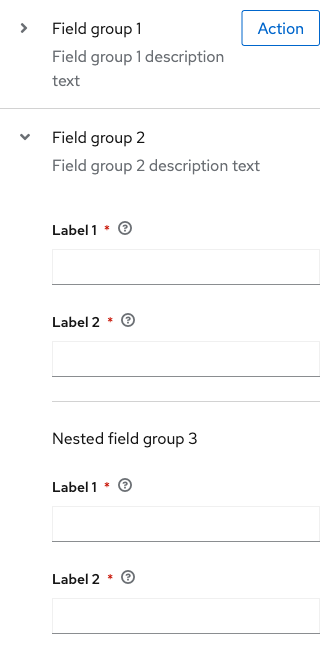 Field group 1
Action
Field group 1 description
text
Field group 2
Field group 2 description text
Label 1 *
Label 2 *
Nested field group 3
Label 1 *
Label 2 *